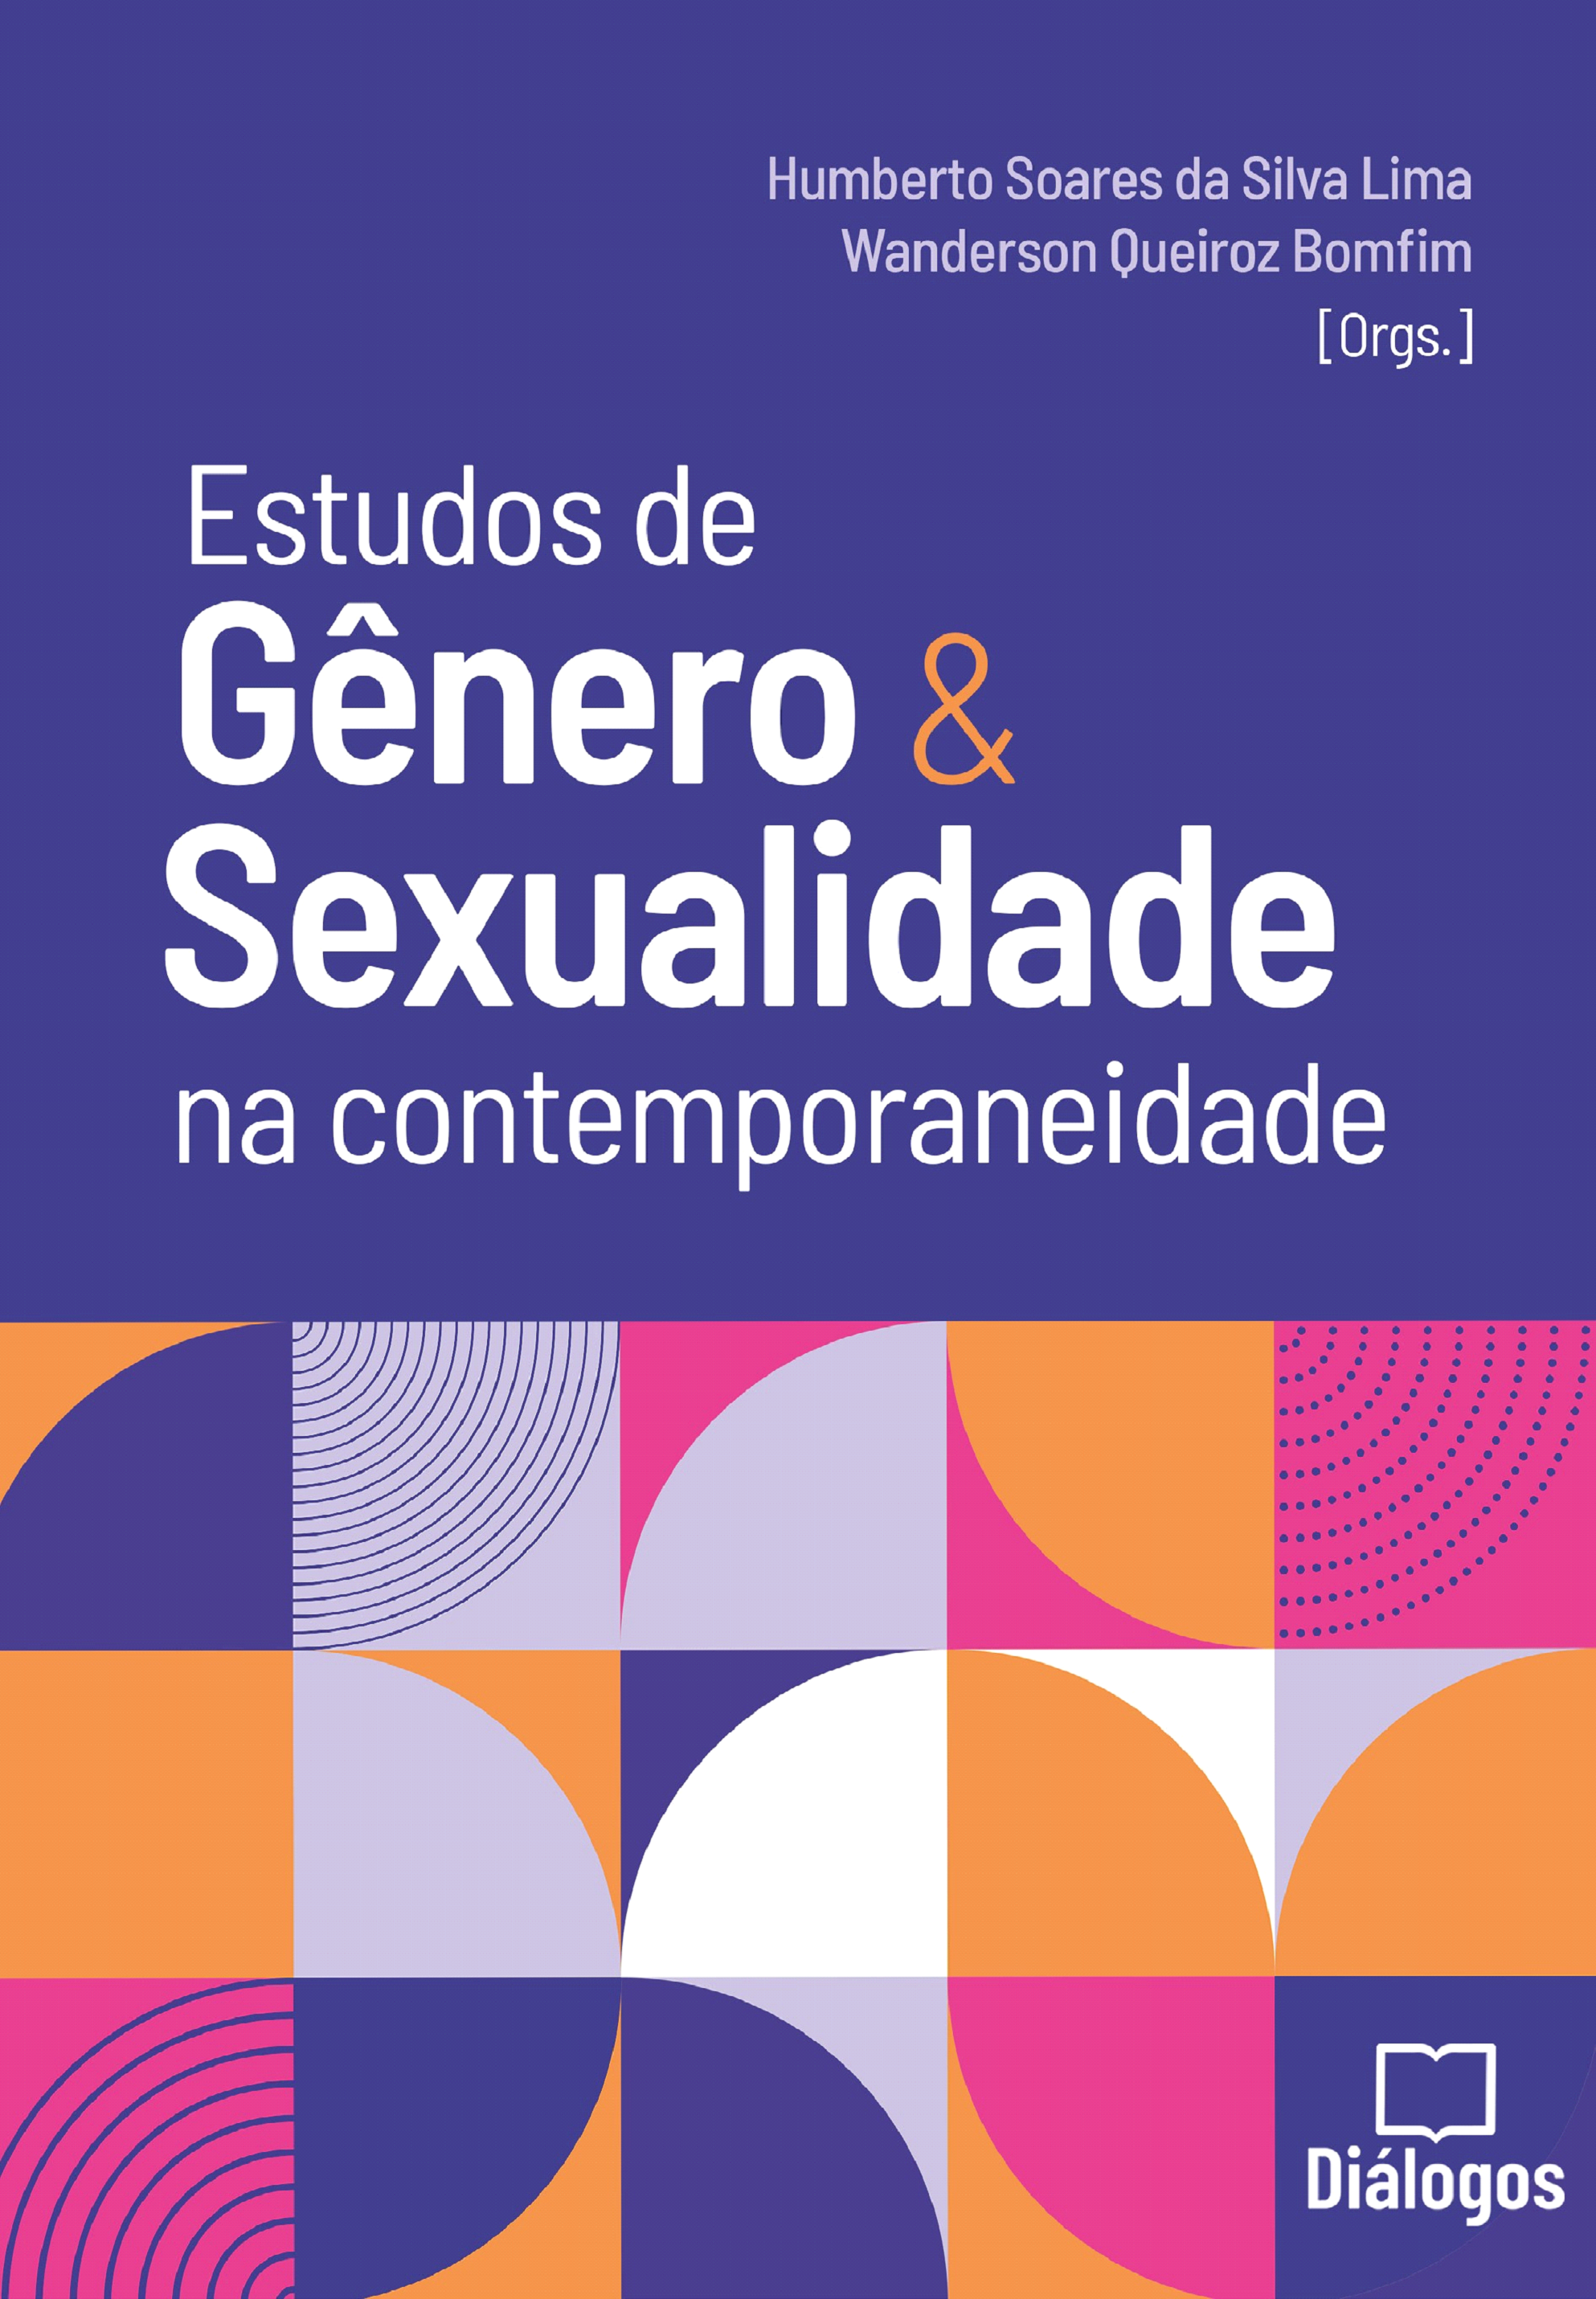 Humberto Soares da Silva Lima
Wanderson Queiroz Bomfim
[Orgs.]
Estudos de
Gênero &
Sexualidade
na contemporaneidade
Diálogos